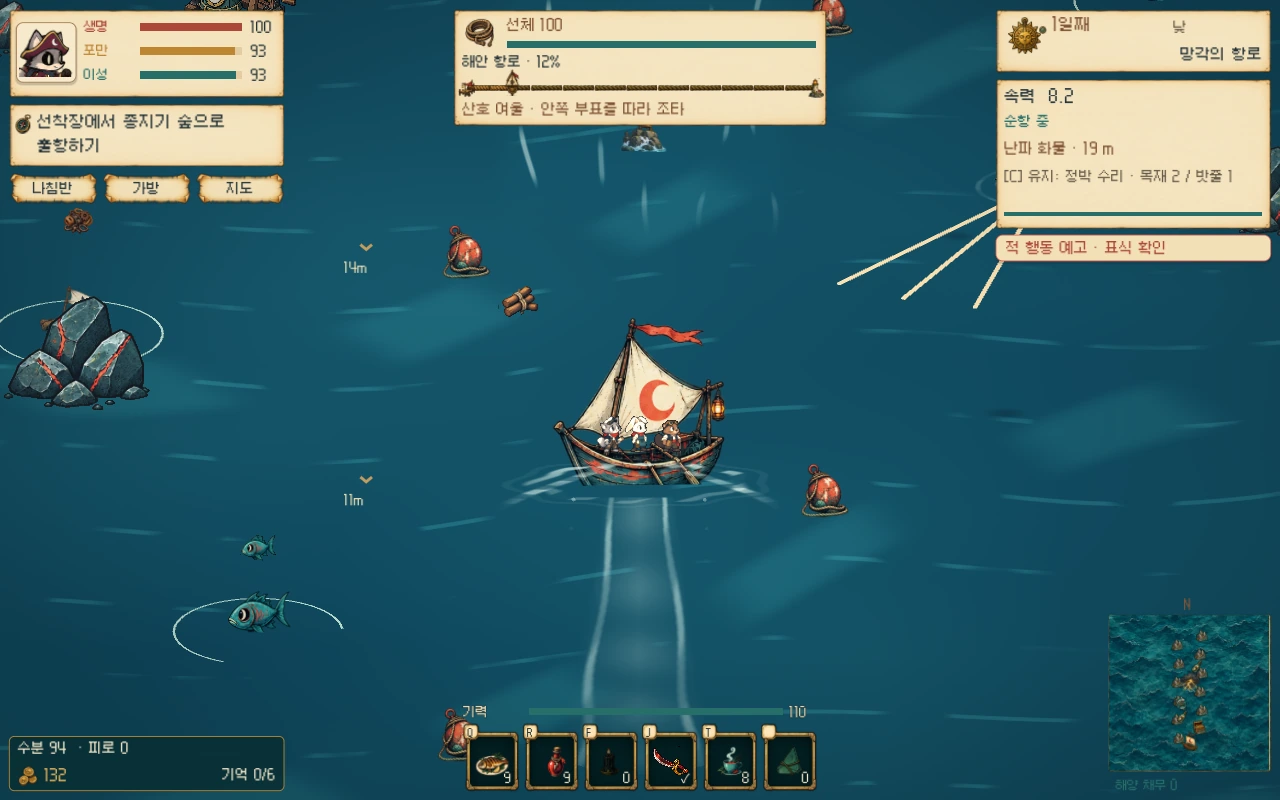 생명 100
포만 93
이성 93
선착장에서 종지기 숲으로
출항하기
나침반 가방 지도
선체 100
해안 항로 · 12%
산호 여울 · 안쪽 부표를 따라 조타
1일째 낮
망각의 항로
속력 8.2
순항 중
난파 화물 · 19 m
[C] 유지: 정박 수리 · 목재 2 / 밧줄 1
적 행동 예고 · 표식 확인
14m
11m
N
해양 채무 0
기력 110
Q 9
R 9
F 0
J ✓
T 8
0
수분 94 · 피로 0
132 기억 0/6